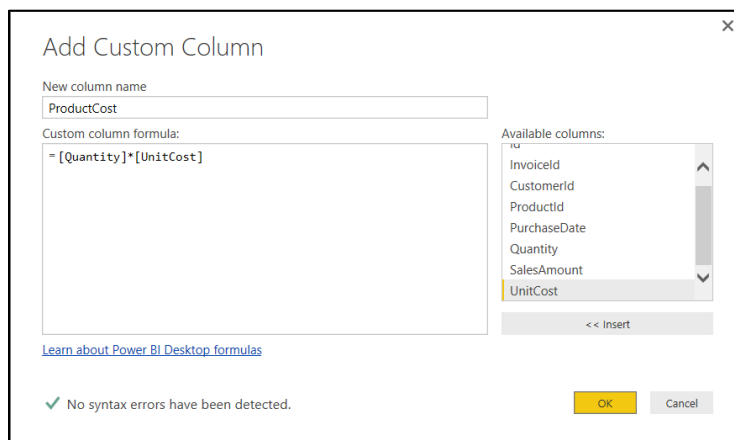 Add Custom Column
New column name
ProductCost
Custom column formula:
= [Quantity]*[UnitCost]
Available columns:
Id
InvoiceId
CustomerId
ProductId
PurchaseDate
Quantity
SalesAmount
UnitCost
<< Insert
Learn about Power BI Desktop formulas
No syntax errors have been detected.
OK
Cancel